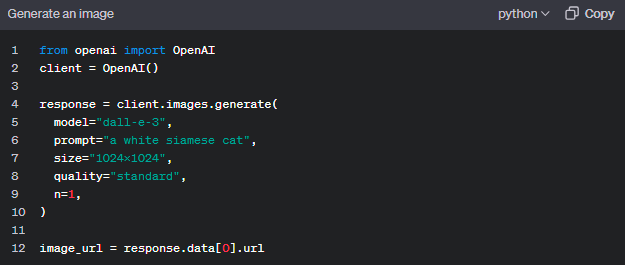 Generate an image
python Copy
1 from openai import OpenAI
2 client = OpenAI()
3
4 response = client.images.generate(
5   model="dall-e-3",
6   prompt="a white siamese cat",
7   size="1024x1024",
8   quality="standard",
9   n=1,
10 )
11
12 image_url = response.data[0].url